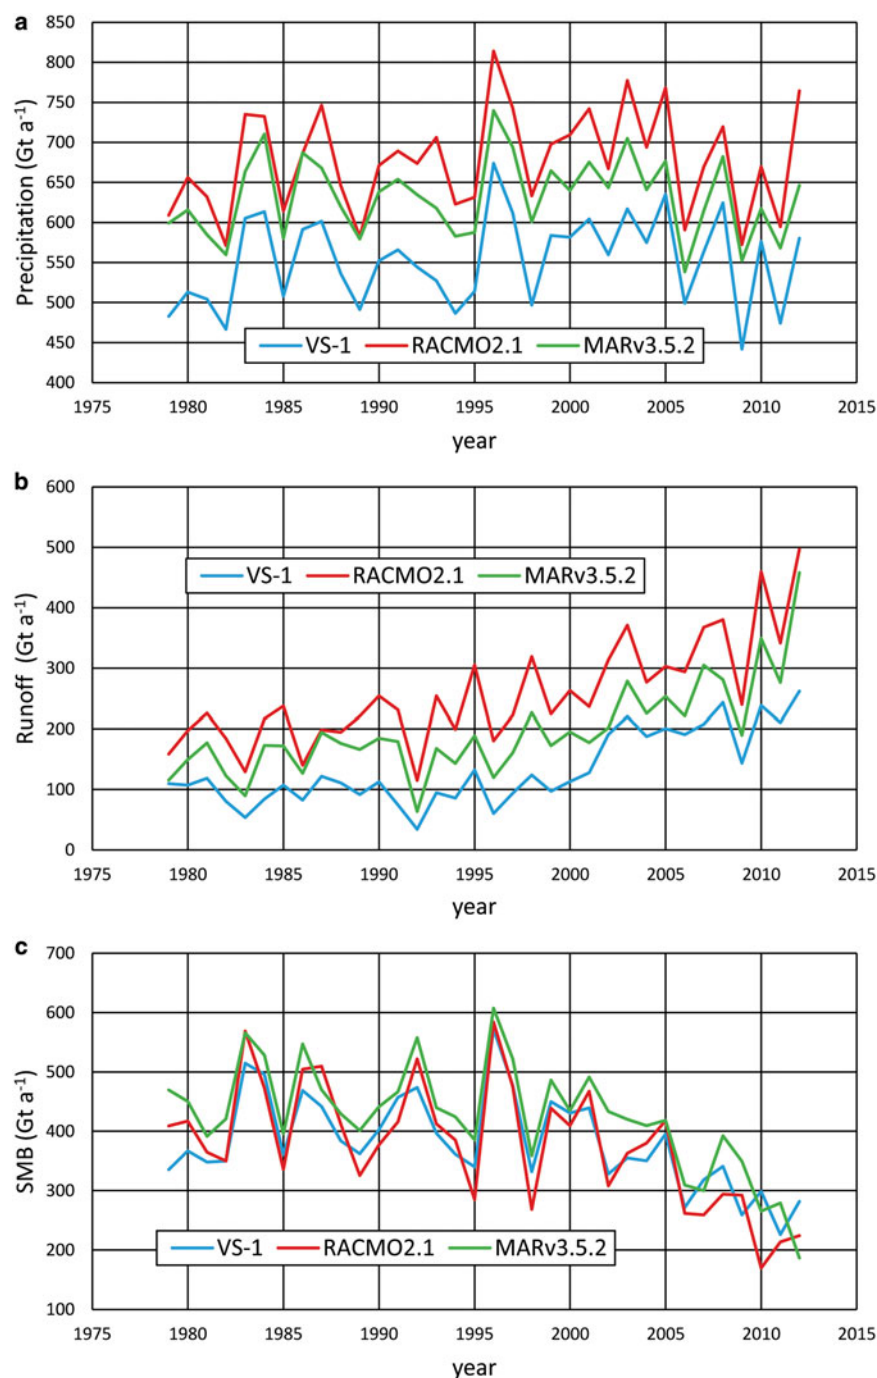 a
850
800
750
700
650
600
550
500
450
400
Precipitation (Gt a⁻¹)
VS-1 RACMO2.1 MARv3.5.2
1975 1980 1985 1990 1995 2000 2005 2010 2015
year
b
600
500
400
300
200
100
0
Runoff (Gt a⁻¹)
VS-1 RACMO2.1 MARv3.5.2
1975 1980 1985 1990 1995 2000 2005 2010 2015
year
c
700
600
500
400
300
200
100
SMB (Gt a⁻¹)
VS-1 RACMO2.1 MARv3.5.2
1975 1980 1985 1990 1995 2000 2005 2010 2015
year